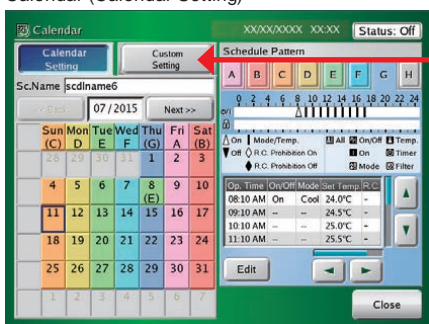 Calendar (Calendar Setting)
Calendar
XX/XX/XXXX XX:XX
Status: Off
Calendar
Setting
Custom
Setting
Sc.Name scdlname6
<< Back
07/2015
Next >>
Sun Mon Tue Wed Thu Fri Sat
(C) D E F (G) A (B)
28 29 30 31 1 2 3
4 5 6 7 8 9 10
(E)
11 12 13 14 15 16 17
18 19 20 21 22 23 24
25 26 27 28 29 30 31
1 2 3 4 5 6 7
Schedule Pattern
A B C D E F G H
0 2 4 6 8 10 12 14 16 18 20 22 24
On Mode/Temp. All On/Off Temp.
Off R.C. Prohibition On On Timer
R.C. Prohibition Off Mode Filter
Op. Time On/Off Mode Set Temp. R.C.
08:10 AM On Cool 24.0°C -
09:10 AM -- -- 24.5°C -
10:10 AM -- -- 25.0°C -
11:10 AM -- -- 25.5°C -
Edit
Close